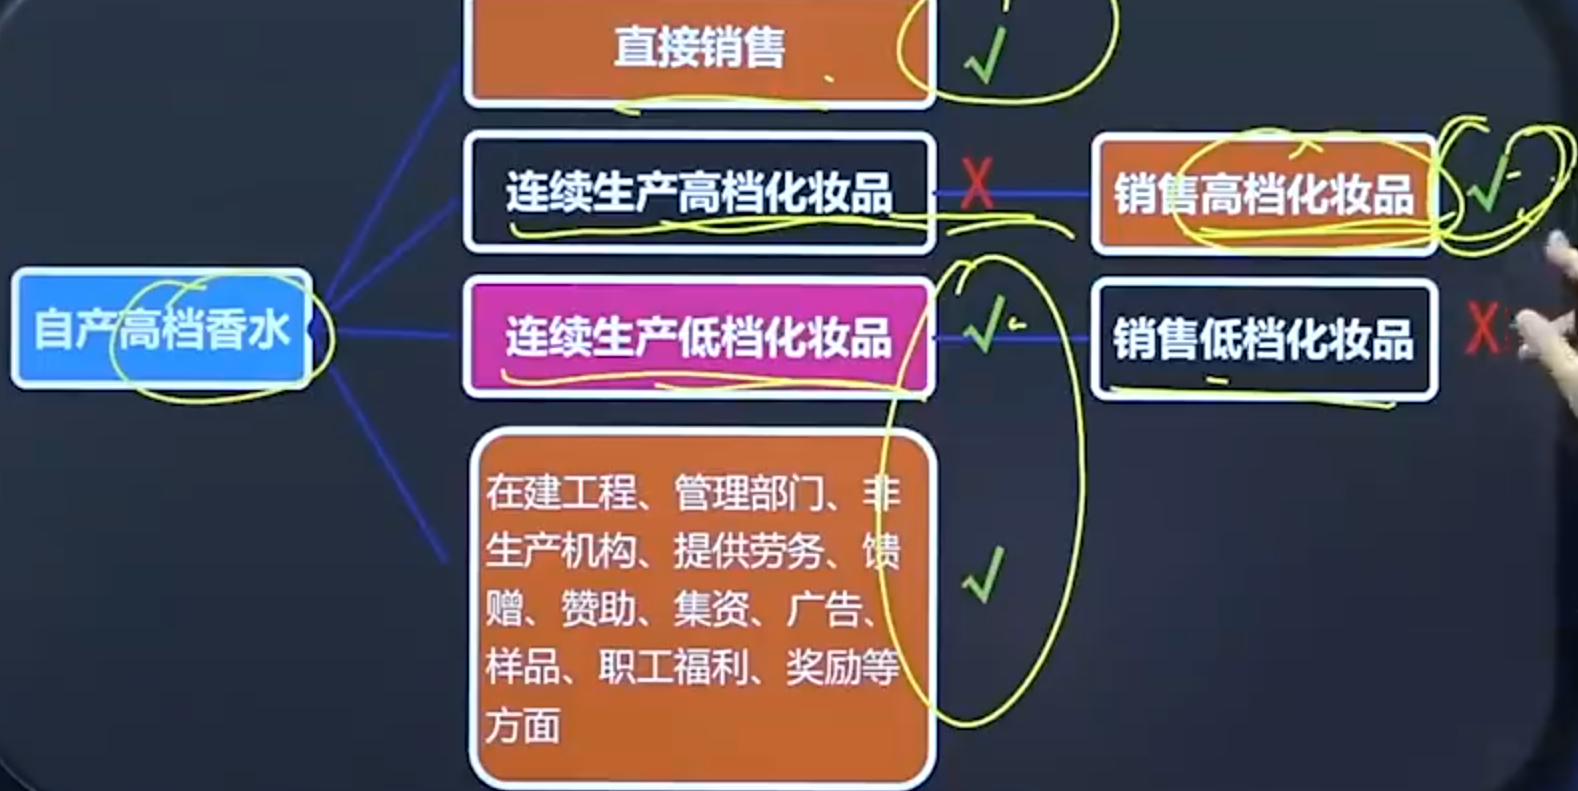 直接销售
连续生产高档化妆品
X
销售高档化妆品
自产高档香水
连续生产低档化妆品
销售低档化妆品
X
在建工程、管理部门、非
生产机构、提供劳务、馈
赠、赞助、集资、广告、
样品、职工福利、奖励等
方面